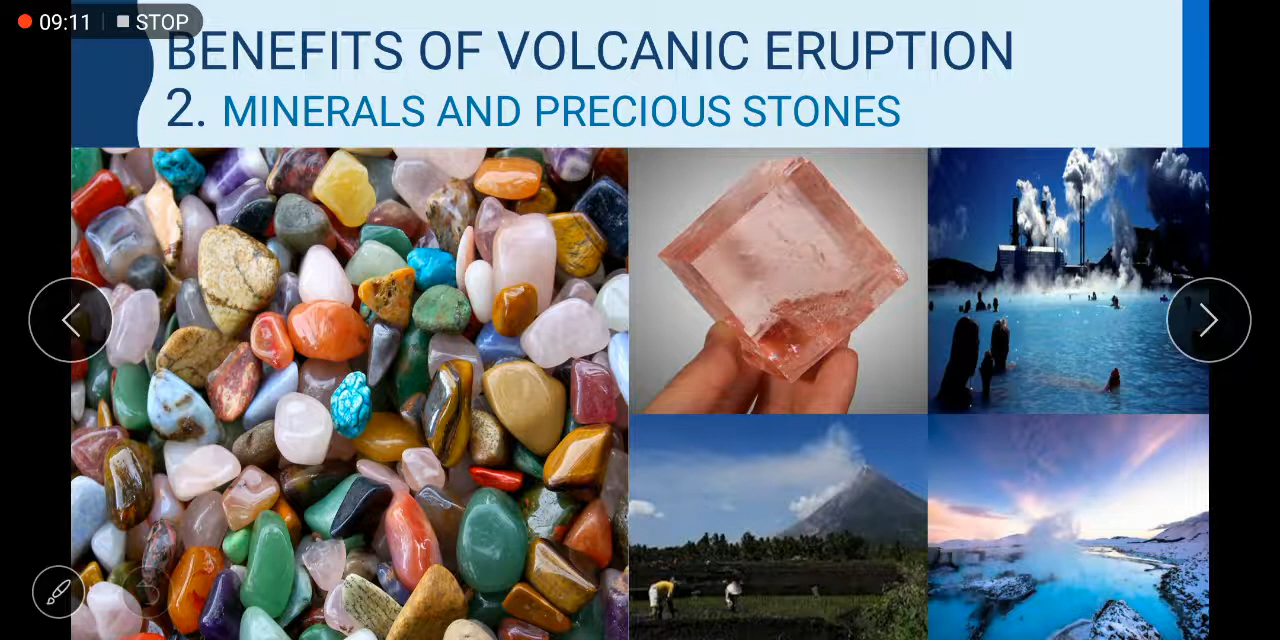 09:11 STOP
BENEFITS OF VOLCANIC ERUPTION
2. MINERALS AND PRECIOUS STONES